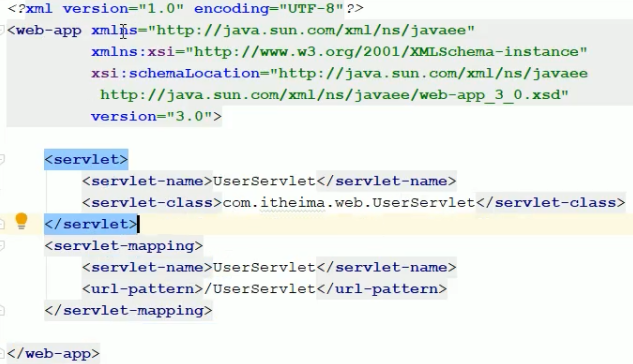 <?xml version="1.0" encoding="UTF-8"?>
<web-app xmlns="http://java.sun.com/xml/ns/javaee"
xmlns:xsi="http://www.w3.org/2001/XMLSchema-instance"
xsi:schemaLocation="http://java.sun.com/xml/ns/javaee
http://java.sun.com/xml/ns/javaee/web-app_3_0.xsd"
version="3.0">
<servlet>
<servlet-name>UserServlet</servlet-name>
<servlet-class>com.itheima.web.UserServlet</servlet-class>
</servlet>
<servlet-mapping>
<servlet-name>UserServlet</servlet-name>
<url-pattern>/UserServlet</url-pattern>
</servlet-mapping>
</web-app>